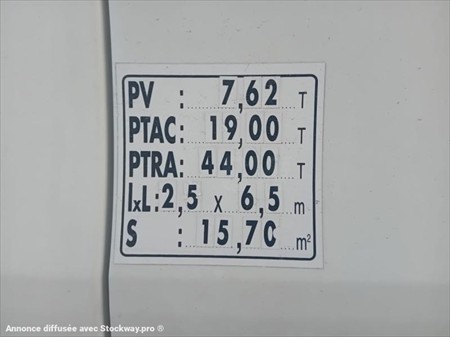 PV : 7,62 T
PTAC : 19,00 T
PTRA : 44,00 T
lxL : 2,5 x 6,5 m
S : 15,70 m²
Annonce diffusée avec Stockway.pro ®